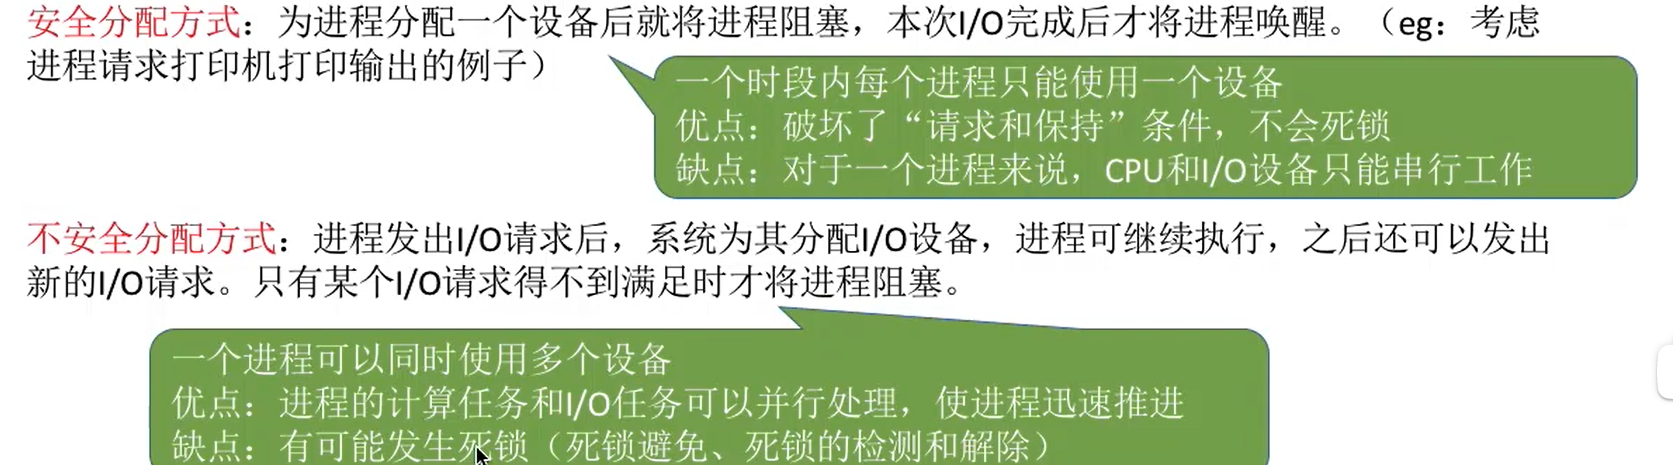 安全分配方式：为进程分配一个设备后就将进程阻塞，本次I/O完成后才将进程唤醒。（eg：考虑
进程请求打印机打印输出的例子）
一个时段内每个进程只能使用一个设备
优点：破坏了“请求和保持”条件，不会死锁
缺点：对于一个进程来说，CPU和I/O设备只能串行工作
不安全分配方式：进程发出I/O请求后，系统为其分配I/O设备，进程可继续执行，之后还可以发出
新的I/O请求。只有某个I/O请求得不到满足时才将进程阻塞。
一个进程可以同时使用多个设备
优点：进程的计算任务和I/O任务可以并行处理，使进程迅速推进
缺点：有可能发生死锁（死锁避免、死锁的检测和解除）